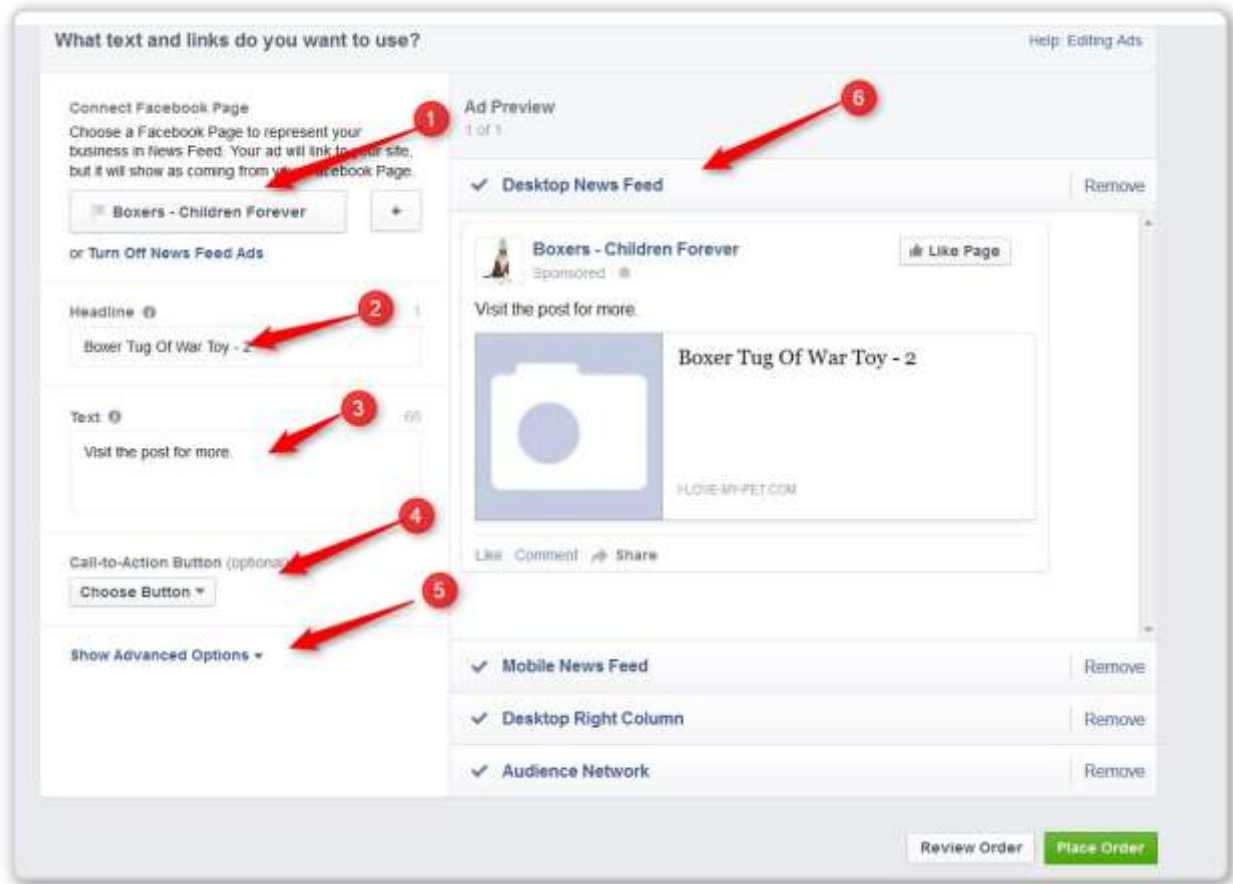 What text and links do you want to use?
Help: Editing Ads
Connect Facebook Page
Choose a Facebook Page to represent your
business in News Feed. Your ad will link to your site,
but it will show as coming from your Facebook Page.
Boxers - Children Forever
+
or Turn Off News Feed Ads
Headline
1
Boxer Tug Of War Toy - 2
Text
66
Visit the post for more.
Call-to-Action Button (optional)
Choose Button
Show Advanced Options
1
2
3
4
5
6
Ad Preview
1 of 1
Desktop News Feed
Remove
Boxers - Children Forever
Sponsored
Like Page
Visit the post for more.
Boxer Tug Of War Toy - 2
I-LOVE-MY-PET.COM
Like Comment Share
Mobile News Feed
Remove
Desktop Right Column
Remove
Audience Network
Remove
Review Order
Place Order